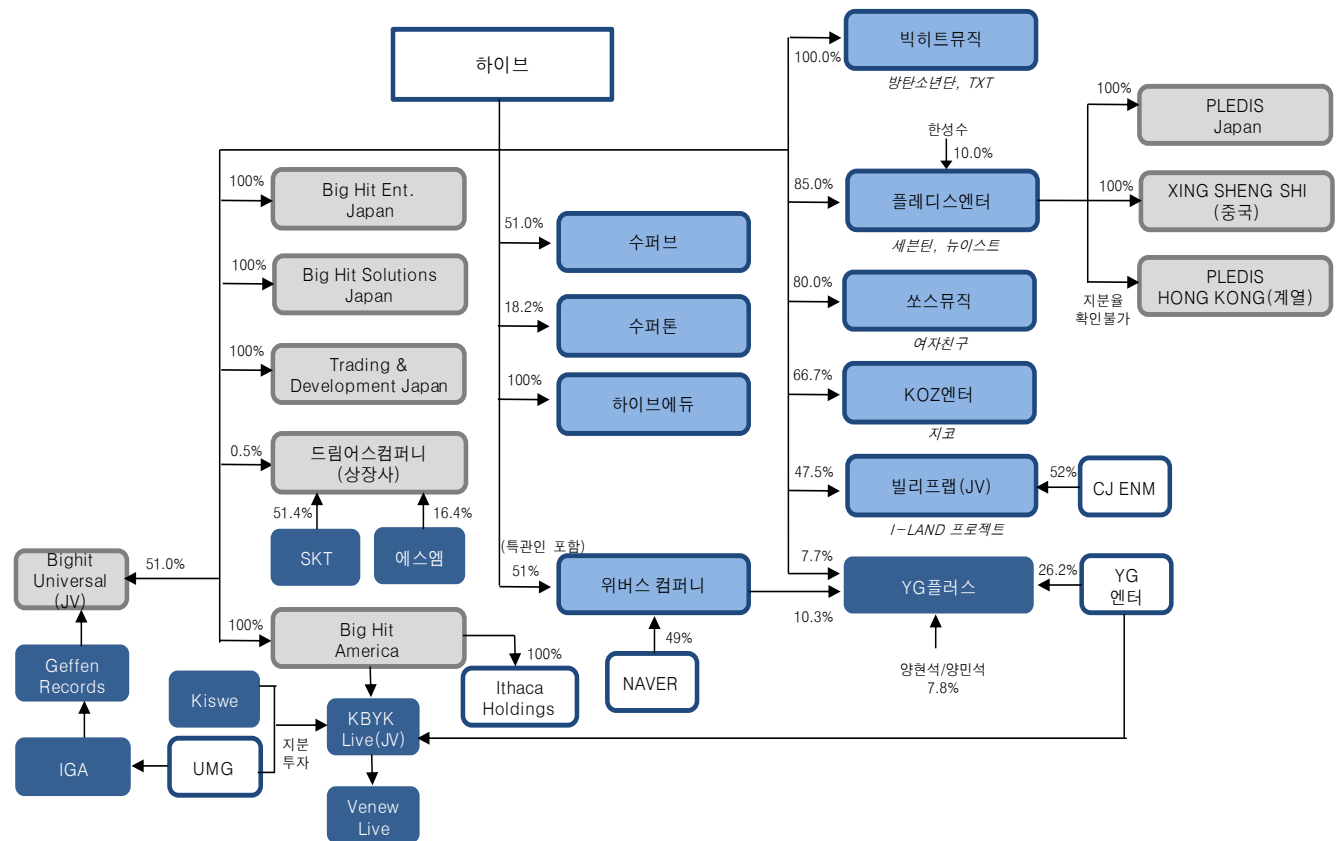 하이브
빅히트뮤직
100.0%
방탄소년단, TXT
한성수
10.0%
85.0%
플레디스엔터
세븐틴, 뉴이스트
100%
PLEDIS
Japan
100%
XING SHENG SHI
(중국)
지분율
확인불가
PLEDIS
HONG KONG(계열)
100%
Big Hit Ent.
Japan
100%
Big Hit Solutions
Japan
100%
Trading &
Development Japan
0.5%
드림어스컴퍼니
(상장사)
51.4%
16.4%
SKT
에스엠
51.0%
수퍼브
18.2%
수퍼톤
100%
하이브에듀
80.0%
쏘스뮤직
여자친구
66.7%
KOZ엔터
지코
47.5%
빌리프랩(JV)
52%
CJ ENM
I-LAND 프로젝트
(특관인 포함)
51%
위버스 컴퍼니
49%
NAVER
7.7%
10.3%
YG플러스
26.2%
YG
엔터
양현석/양민석
7.8%
Bighit
Universal
(JV)
51.0%
100%
Big Hit
America
100%
Ithaca
Holdings
Geffen
Records
Kiswe
IGA
UMG
지분
투자
KBYK
Live(JV)
Venew
Live